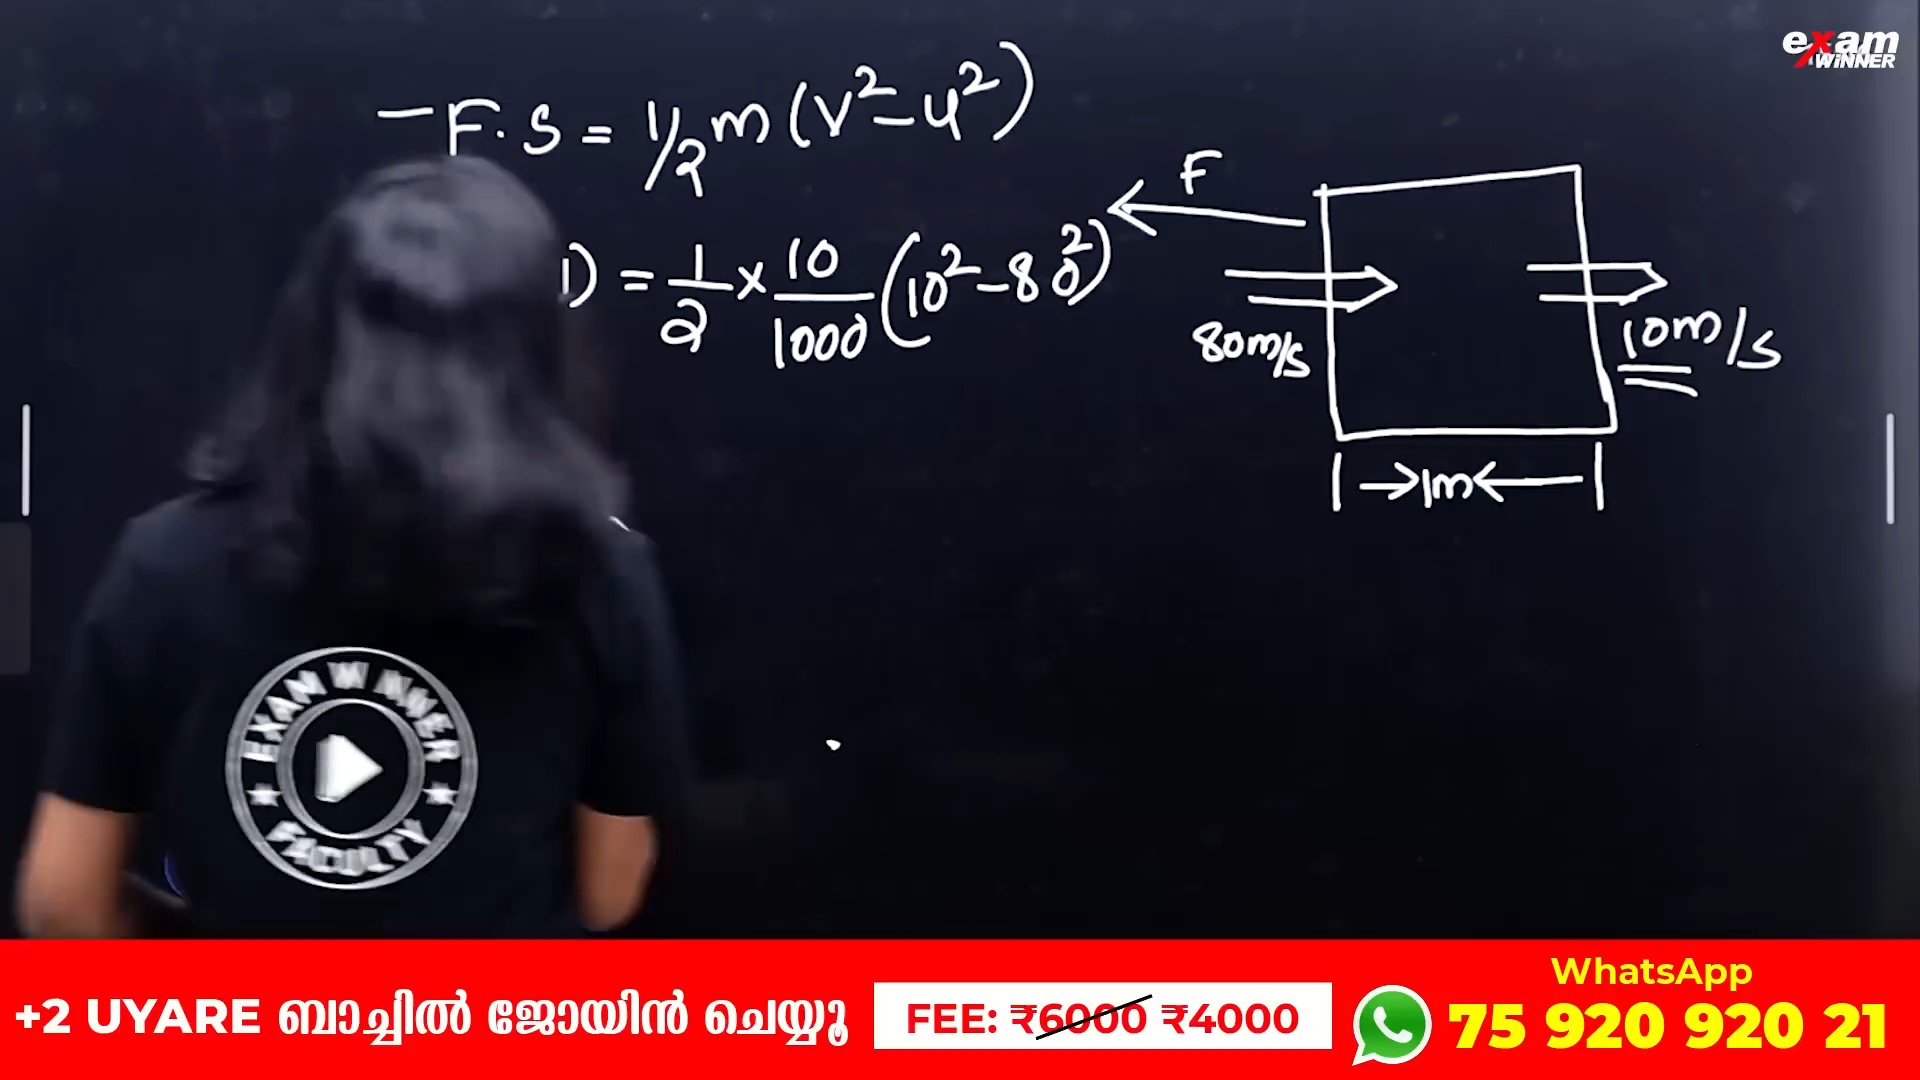 exam
WINNER
-F.S = 1/2 m (V²-u²)
F
1) = 1/2 × 10/1000 (10²-80²)
80m/s
10m/s
1m
EXAM WINNER
FACULTY
+2 UYARE ബാച്ചിൽ ജോയിൻ ചെയ്യൂ
FEE: ₹6000 ₹4000
WhatsApp
75 920 920 21